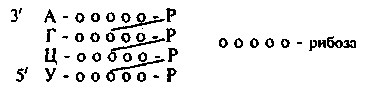 3′ А - о о о о о - Р
Г - о о о о о - Р
Ц - о о о о о - Р
5′ У - о о о о о - Р
о о о о о - рибоза